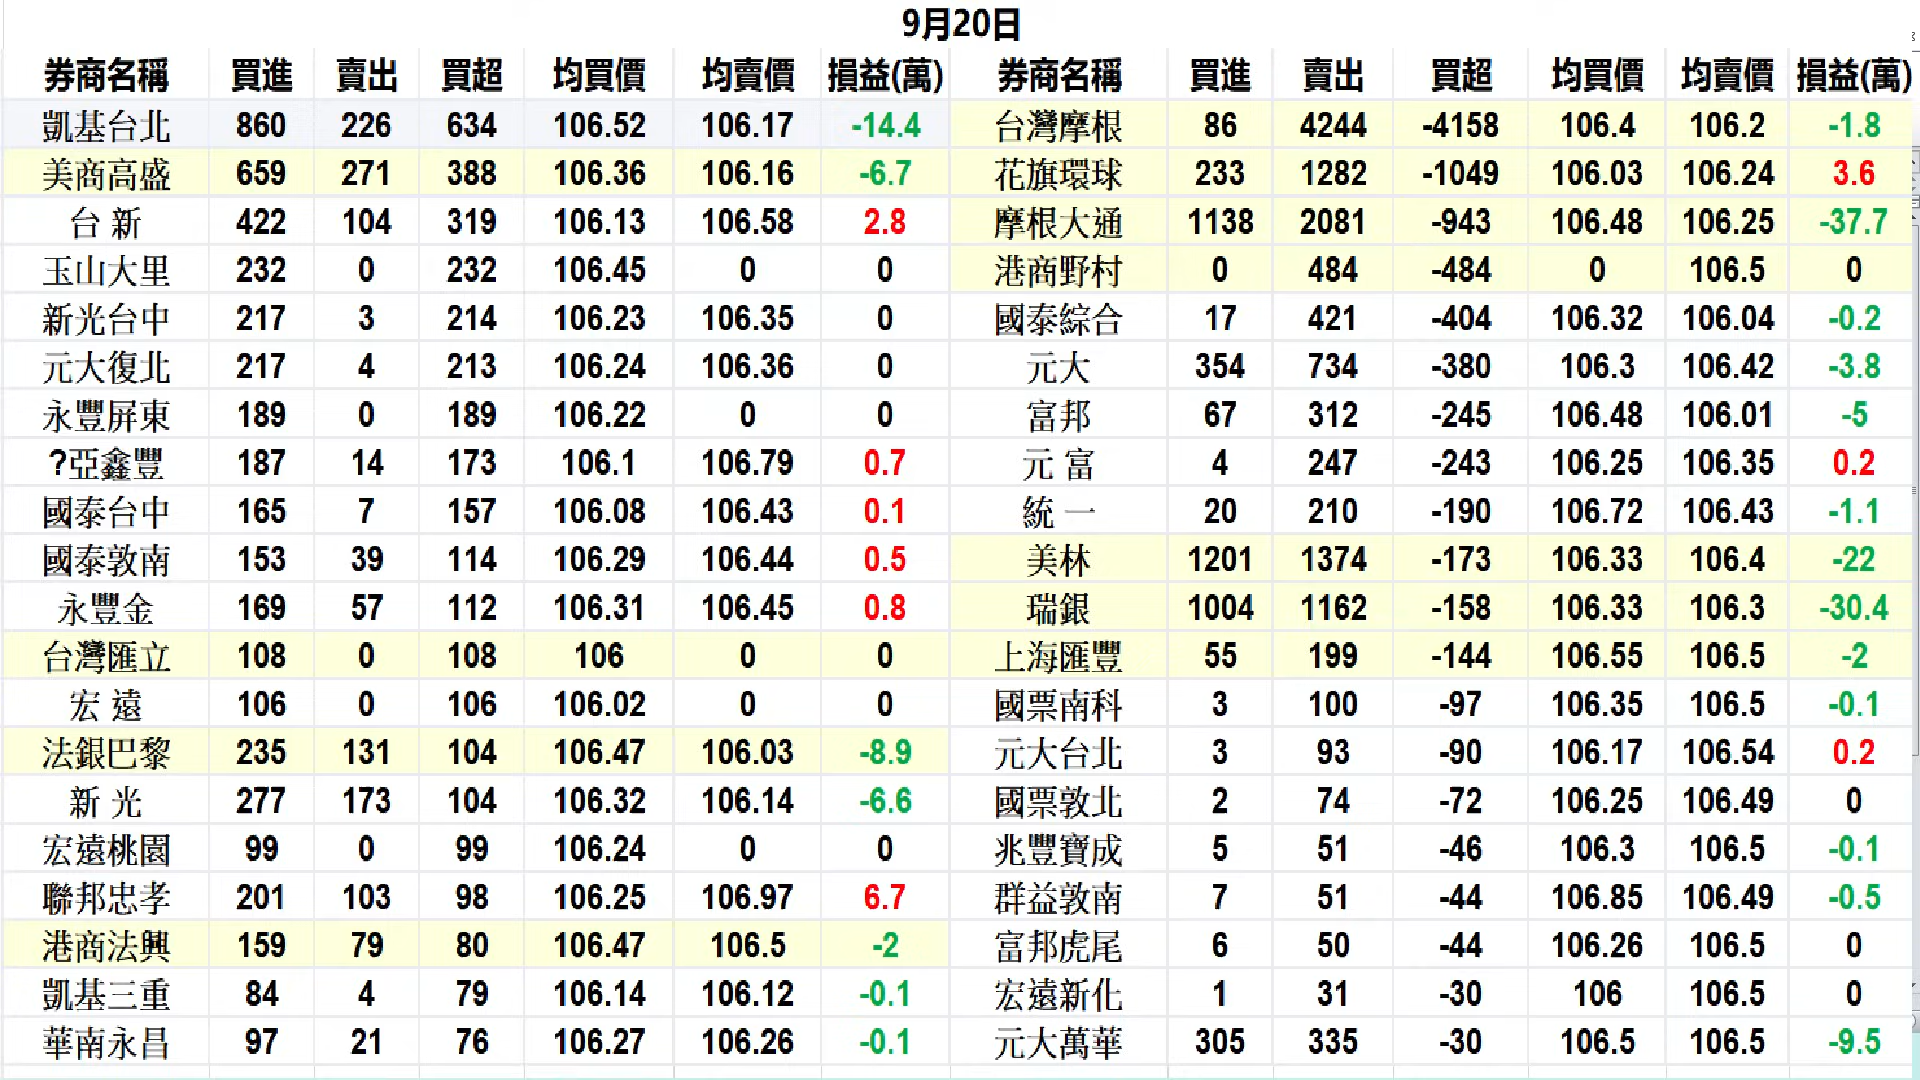 9月20日
券商名稱 買進 賣出 買超 均買價 均賣價 損益(萬) 券商名稱 買進 賣出 買超 均買價 均賣價 損益(萬)
凱基台北 860 226 634 106.52 106.17 -14.4 台灣摩根 86 4244 -4158 106.4 106.2 -1.8
美商高盛 659 271 388 106.36 106.16 -6.7 花旗環球 233 1282 -1049 106.03 106.24 3.6
台 新 422 104 319 106.13 106.58 2.8 摩根大通 1138 2081 -943 106.48 106.25 -37.7
玉山大里 232 0 232 106.45 0 0 港商野村 0 484 -484 0 106.5 0
新光台中 217 3 214 106.23 106.35 0 國泰綜合 17 421 -404 106.32 106.04 -0.2
元大復北 217 4 213 106.24 106.36 0 元大 354 734 -380 106.3 106.42 -3.8
永豐屏東 189 0 189 106.22 0 0 富邦 67 312 -245 106.48 106.01 -5
?亞鑫豐 187 14 173 106.1 106.79 0.7 元 富 4 247 -243 106.25 106.35 0.2
國泰台中 165 7 157 106.08 106.43 0.1 統 一 20 210 -190 106.72 106.43 -1.1
國泰敦南 153 39 114 106.29 106.44 0.5 美林 1201 1374 -173 106.33 106.4 -22
永豐金 169 57 112 106.31 106.45 0.8 瑞銀 1004 1162 -158 106.33 106.3 -30.4
台灣匯立 108 0 108 106 0 0 上海匯豐 55 199 -144 106.55 106.5 -2
宏 遠 106 0 106 106.02 0 0 國票南科 3 100 -97 106.35 106.5 -0.1
法銀巴黎 235 131 104 106.47 106.03 -8.9 元大台北 3 93 -90 106.17 106.54 0.2
新 光 277 173 104 106.32 106.14 -6.6 國票敦北 2 74 -72 106.25 106.49 0
宏遠桃園 99 0 99 106.24 0 0 兆豐寶成 5 51 -46 106.3 106.5 -0.1
聯邦忠孝 201 103 98 106.25 106.97 6.7 群益敦南 7 51 -44 106.85 106.49 -0.5
港商法興 159 79 80 106.47 106.5 -2 富邦虎尾 6 50 -44 106.26 106.5 0
凱基三重 84 4 79 106.14 106.12 -0.1 宏遠新化 1 31 -30 106 106.5 0
華南永昌 97 21 76 106.27 106.26 -0.1 元大萬華 305 335 -30 106.5 106.5 -9.5